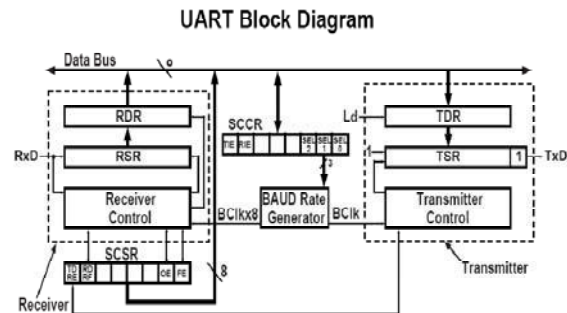 UART Block Diagram
Data Bus
RDR
TDR
Ld
SCCR
TIE RIE SEL 2 SEL 1 SEL 0
RxD
RSR
1
TSR
1
TxD
3
Receiver
Control
BClkx8
BAUD Rate
Generator
BClk
Transmitter
Control
SCSR
TD RE RD RF OE FE
8
Receiver
Transmitter